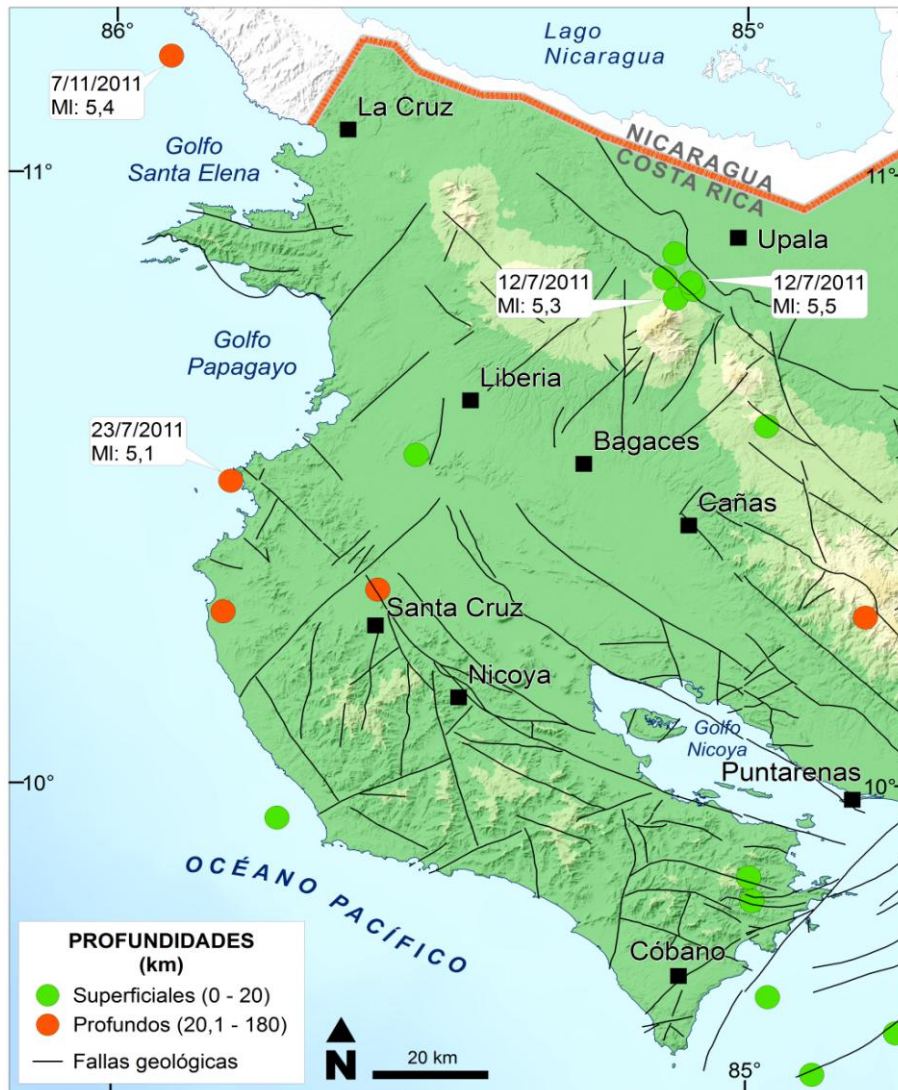 86°
85°
Lago
Nicaragua
7/11/2011
Ml: 5,4
La Cruz
Golfo
Santa Elena
NICARAGUA
COSTA RICA
11°
11°
Upala
12/7/2011
Ml: 5,3
12/7/2011
Ml: 5,5
Golfo
Papagayo
Liberia
23/7/2011
Ml: 5,1
Bagaces
Cañas
Santa Cruz
Nicoya
Golfo
Nicoya
Puntarenas
10°
10°
OCÉANO PACÍFICO
Cóbano
PROFUNDIDADES
(km)
Superficiales (0 - 20)
Profundos (20,1 - 180)
Fallas geológicas
N
20 km
85°